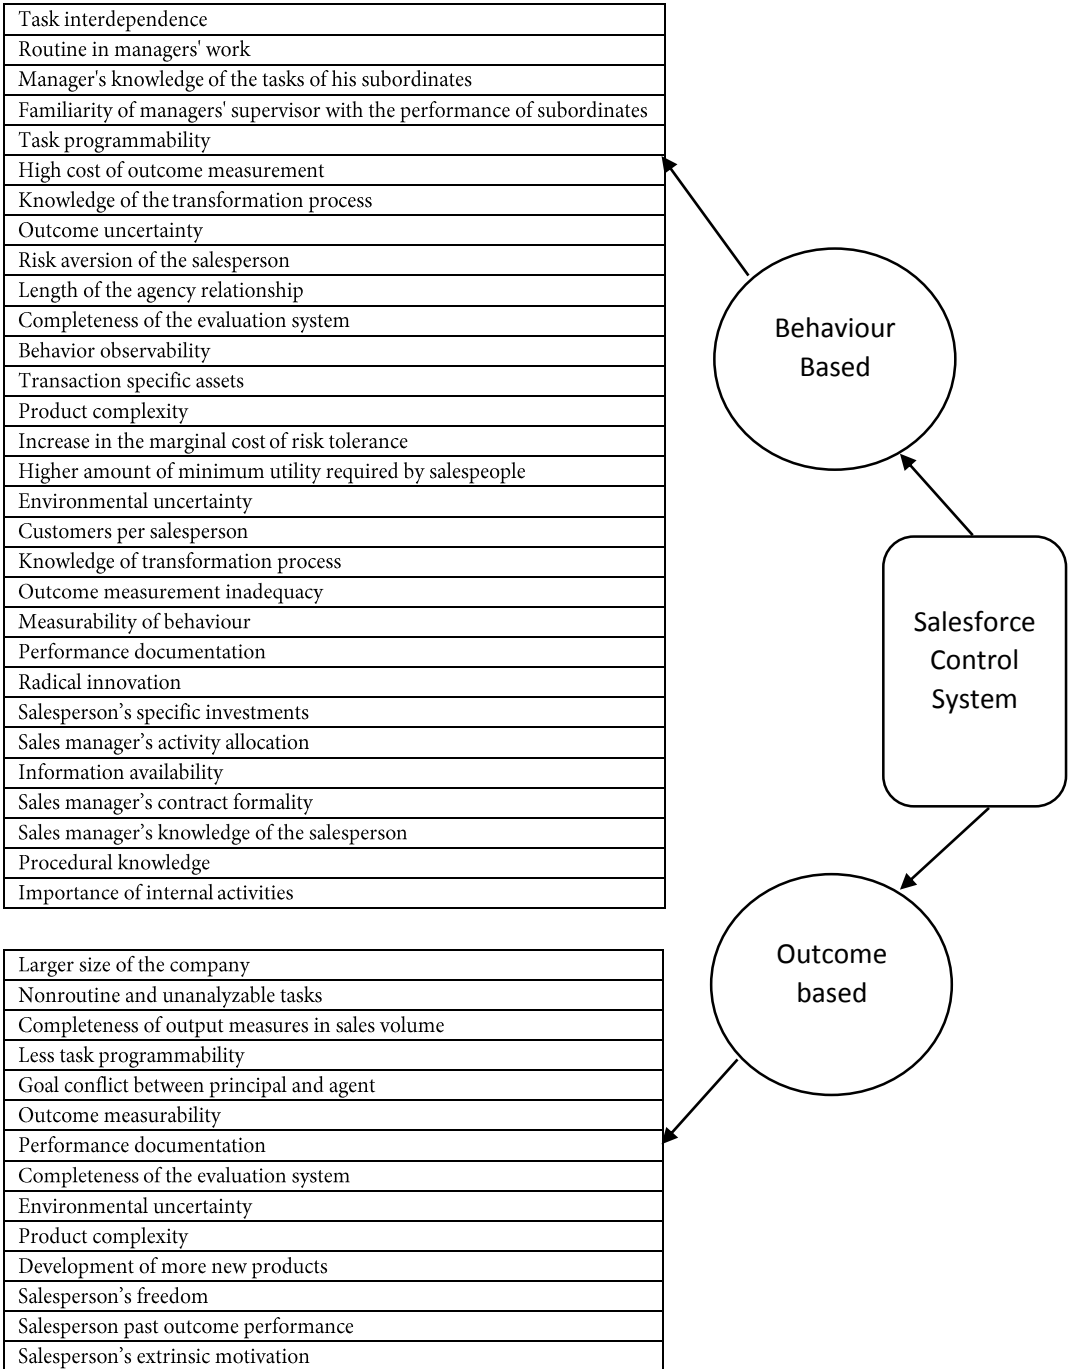 Task interdependence
Routine in managers' work
Manager's knowledge of the tasks of his subordinates
Familiarity of managers' supervisor with the performance of subordinates
Task programmability
High cost of outcome measurement
Knowledge of the transformation process
Outcome uncertainty
Risk aversion of the salesperson
Length of the agency relationship
Completeness of the evaluation system
Behavior observability
Transaction specific assets
Product complexity
Increase in the marginal cost of risk tolerance
Higher amount of minimum utility required by salespeople
Environmental uncertainty
Customers per salesperson
Knowledge of transformation process
Outcome measurement inadequacy
Measurability of behaviour
Performance documentation
Radical innovation
Salesperson’s specific investments
Sales manager’s activity allocation
Information availability
Sales manager’s contract formality
Sales manager’s knowledge of the salesperson
Procedural knowledge
Importance of internal activities
Behaviour
Based
Salesforce
Control
System
Outcome
based
Larger size of the company
Nonroutine and unanalyzable tasks
Completeness of output measures in sales volume
Less task programmability
Goal conflict between principal and agent
Outcome measurability
Performance documentation
Completeness of the evaluation system
Environmental uncertainty
Product complexity
Development of more new products
Salesperson’s freedom
Salesperson past outcome performance
Salesperson’s extrinsic motivation